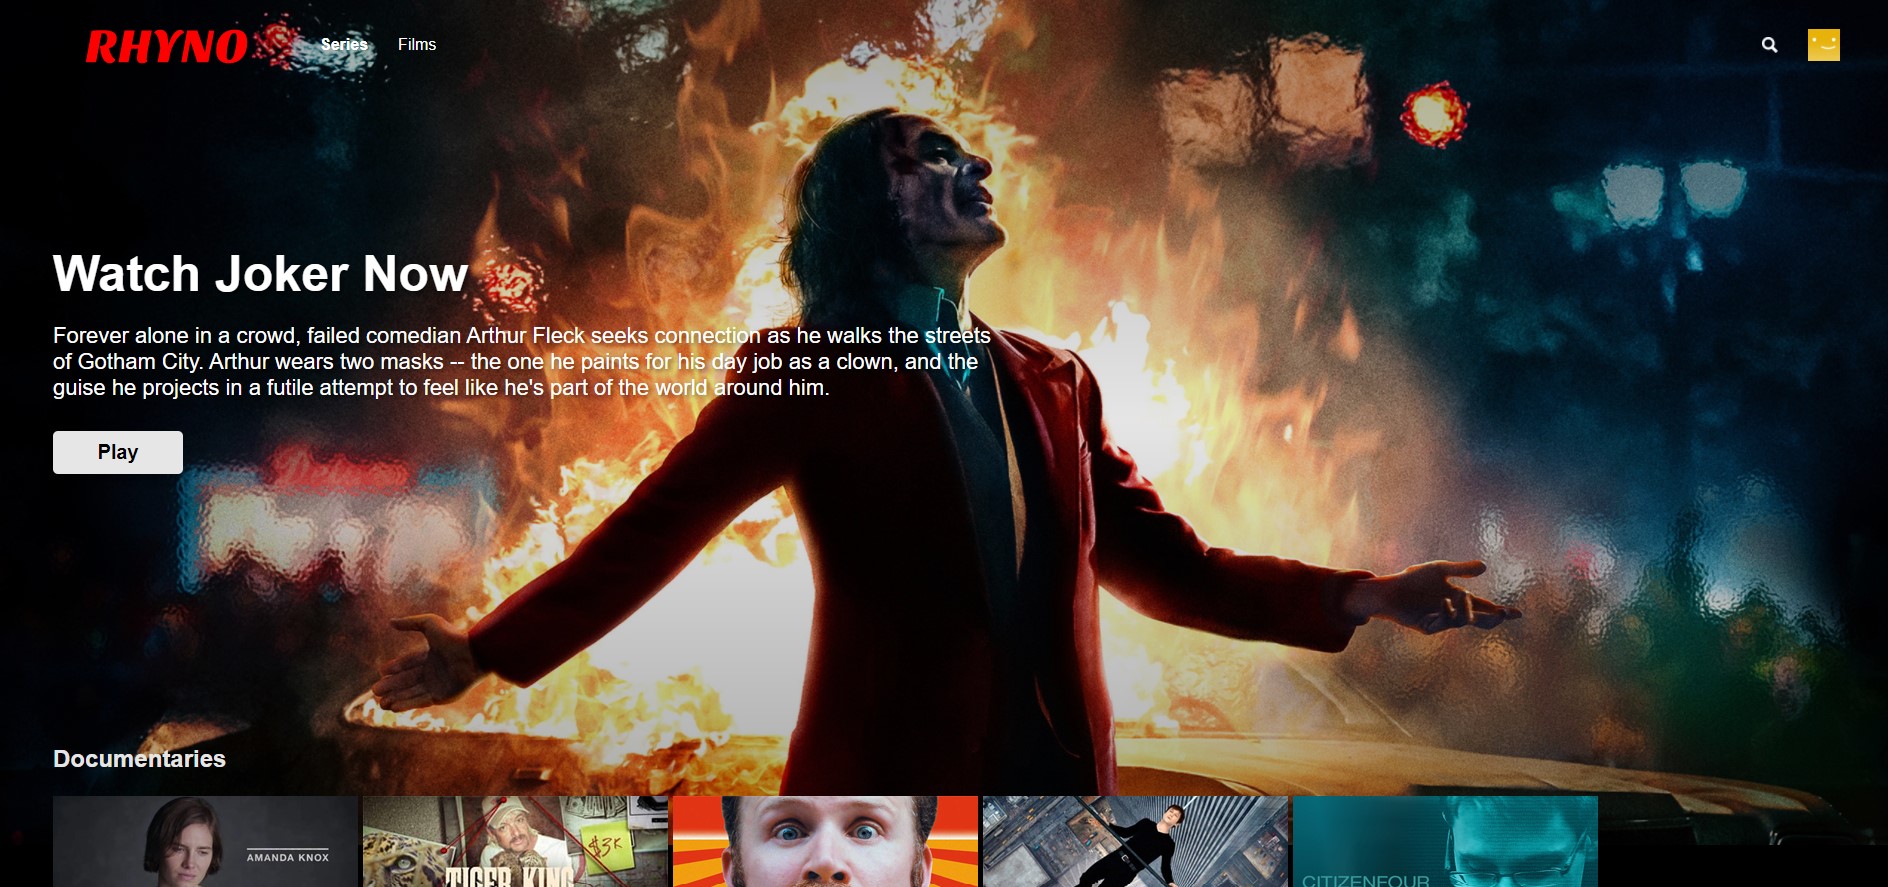 RHYNO Series Films
Watch Joker Now
Forever alone in a crowd, failed comedian Arthur Fleck seeks connection as he walks the streets
of Gotham City. Arthur wears two masks -- the one he paints for his day job as a clown, and the
guise he projects in a futile attempt to feel like he's part of the world around him.
Play
Documentaries
AMANDA KNOX
$3K
TIGER KING
CITIZENFOUR